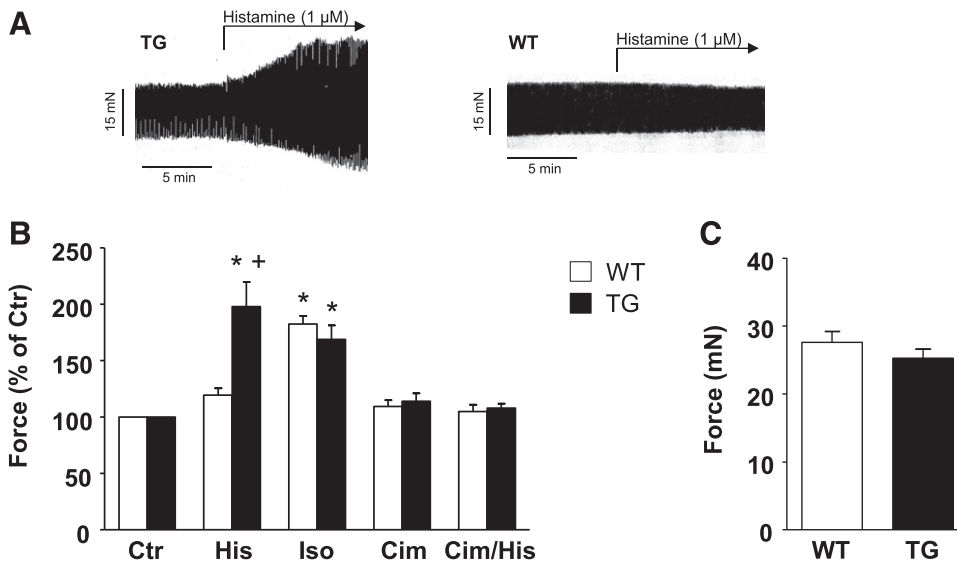 A
Histamine (1 µM)
TG
15 mN
5 min
Histamine (1 µM)
WT
15 mN
5 min
B
Force (% of Ctr)
250
200
150
100
50
0
* +
*
*
Ctr His Iso Cim Cim/His
WT
TG
C
Force (mN)
40
30
20
10
0
WT TG